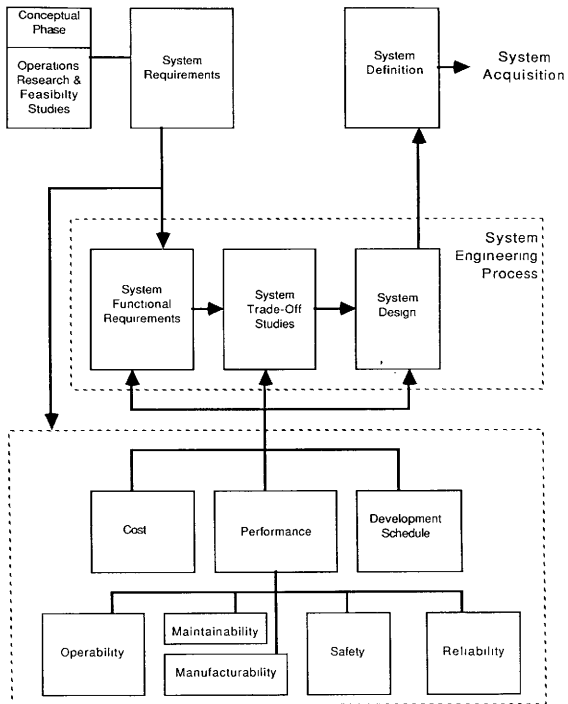 Conceptual
Phase
Operations
Research &
Feasibilty
Studies
System
Requirements
System
Definition
System
Acquisition
System
Engineering
Process
System
Functional
Requirements
System
Trade-Off
Studies
System
Design
Cost
Performance
Development
Schedule
Operability
Maintainability
Manufacturability
Safety
Reliability